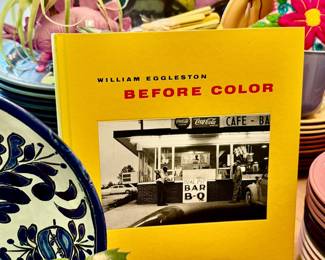 WILLIAM EGGLESTON
BEFORE COLOR
Coca-Cola
CAFE - BA
BAR
B-Q